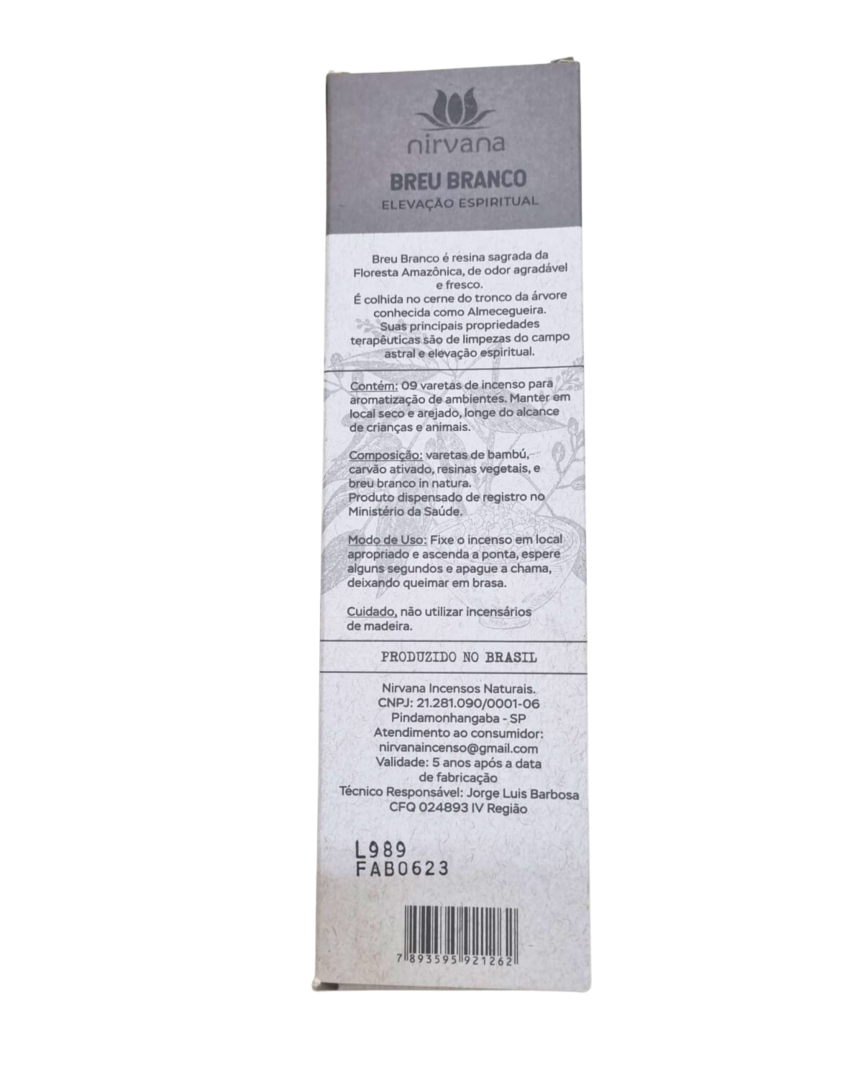 nirvana
BREU BRANCO
ELEVAÇÃO ESPIRITUAL
Breu Branco é resina sagrada da
Floresta Amazônica, de odor agradável
e fresco.
É colhida no cerne do tronco da árvore
conhecida como Almecegueira.
Suas principais propriedades
terapêuticas são de limpezas do campo
astral e elevação espiritual.
Contém: 09 varetas de incenso para
aromatização de ambientes. Manter em
local seco e arejado, longe do alcance
de crianças e animais.
Composição: varetas de bambú,
carvão ativado, resinas vegetais, e
breu branco in natura.
Produto dispensado de registro no
Ministério da Saúde.
Modo de Uso: Fixe o incenso em local
apropriado e ascenda a ponta, espere
alguns segundos e apague a chama,
deixando queimar em brasa.
Cuidado, não utilizar incensários
de madeira.
PRODUZIDO NO BRASIL
Nirvana Incensos Naturais.
CNPJ: 21.281.090/0001-06
Pindamonhangaba - SP
Atendimento ao consumidor:
nirvanaincenso@gmail.com
Validade: 5 anos após a data
de fabricação
Técnico Responsável: Jorge Luis Barbosa
CFQ 024893 IV Região
L989
FAB0623
7 893595 921262